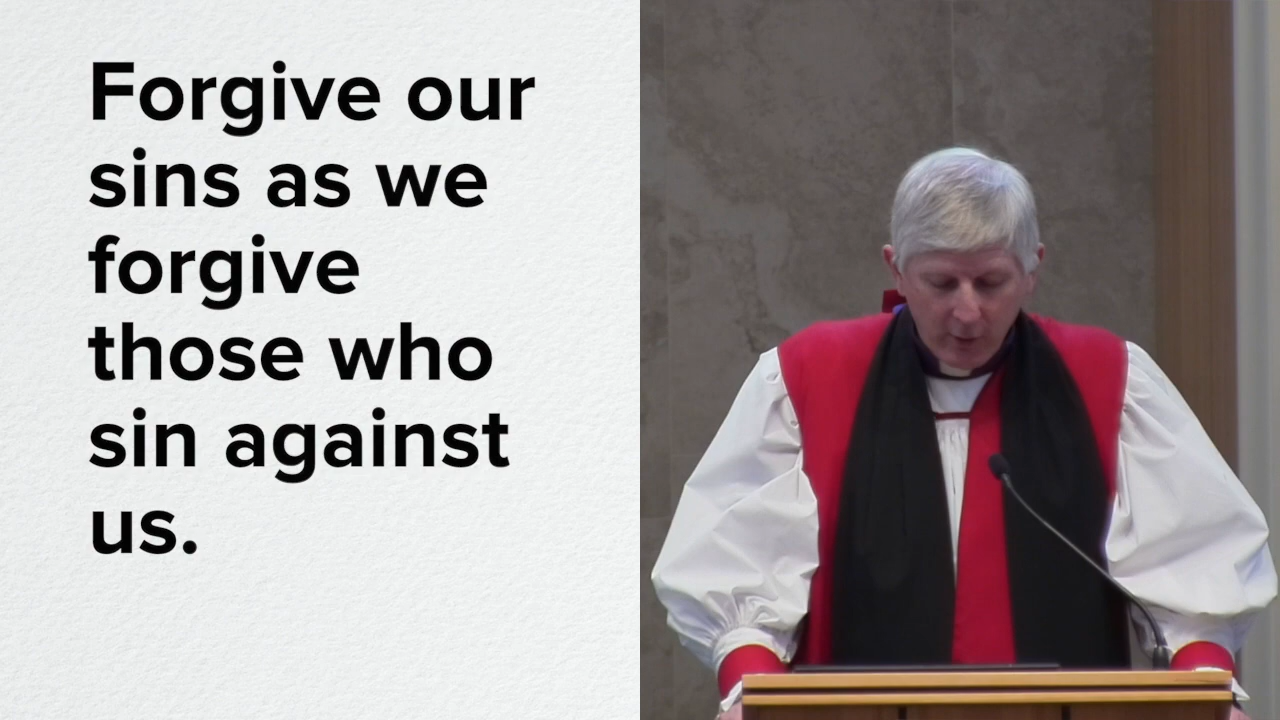 Forgive our
sins as we
forgive
those who
sin against
us.